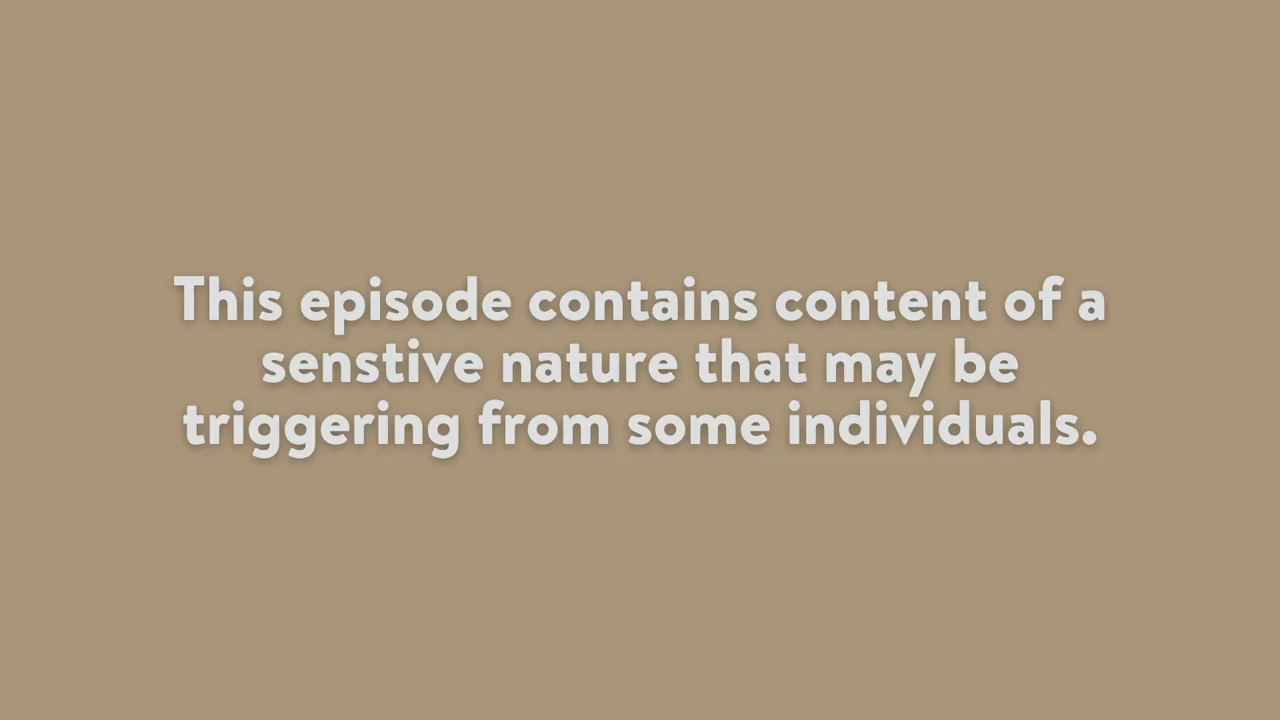 This episode contains content of a
senstive nature that may be
triggering from some individuals.